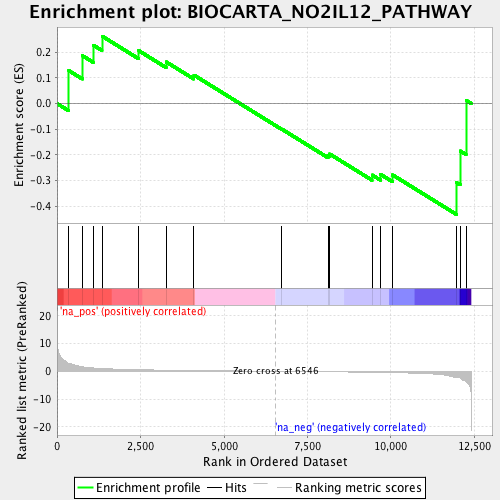 Enrichment plot: BIOCARTA_NO2IL12_PATHWAY
Enrichment score (ES)
0.2
0.1
0.0
-0.1
-0.2
-0.3
-0.4
'na_pos' (positively correlated)
Ranked list metric (PreRanked)
20
10
0
-10
-20
Zero cross at 6546
'na_neg' (negatively correlated)
0
2,500
5,000
7,500
10,000
12,500
Rank in Ordered Dataset
Enrichment profile
Hits
Ranking metric scores